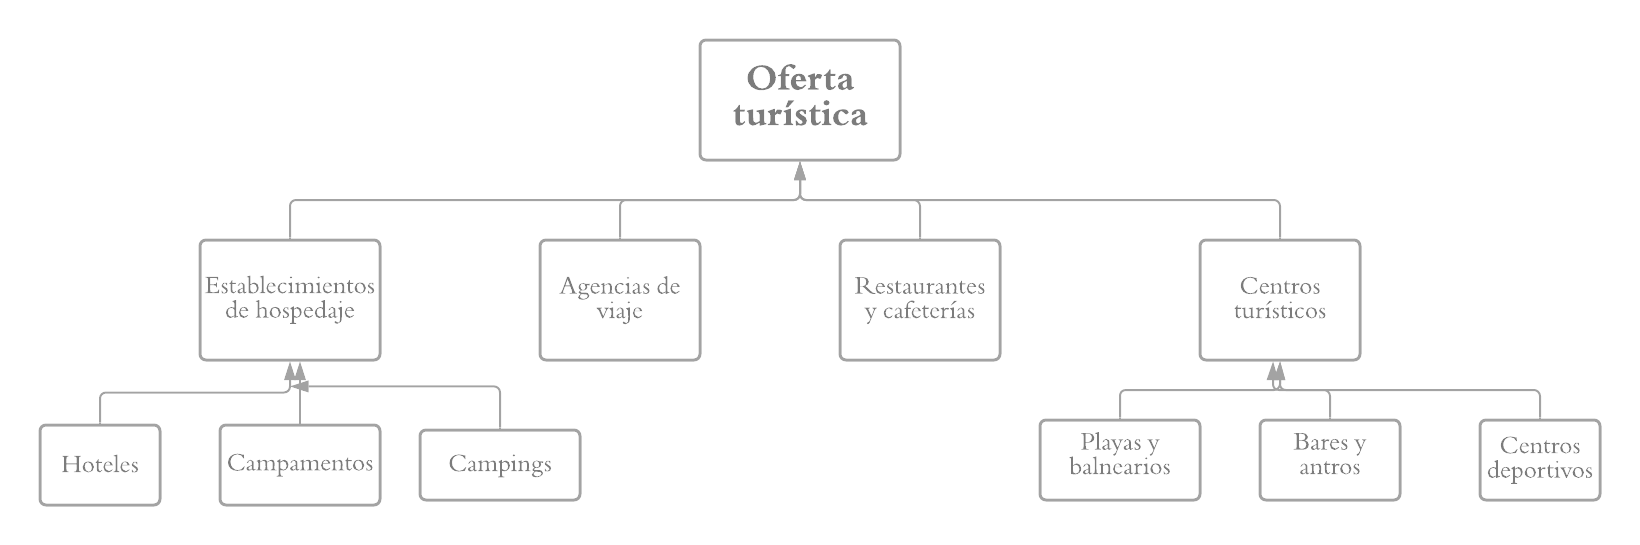 Oferta
turística
Establecimientos
de hospedaje
Agencias de
viaje
Restaurantes
y cafeterías
Centros
turísticos
Hoteles
Campamentos
Campings
Playas y
balnearios
Bares y
antros
Centros
deportivos